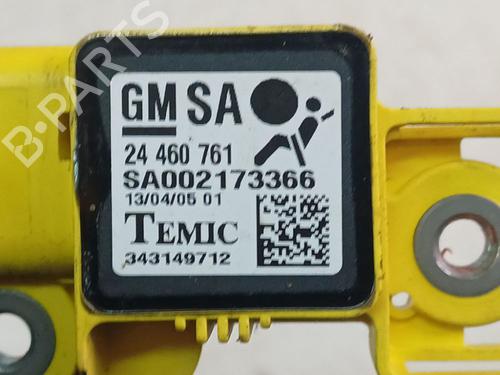 B-PARTS
GM SA
24 460 761
SA002173366
13/04/05 01
TEMIC
343149712